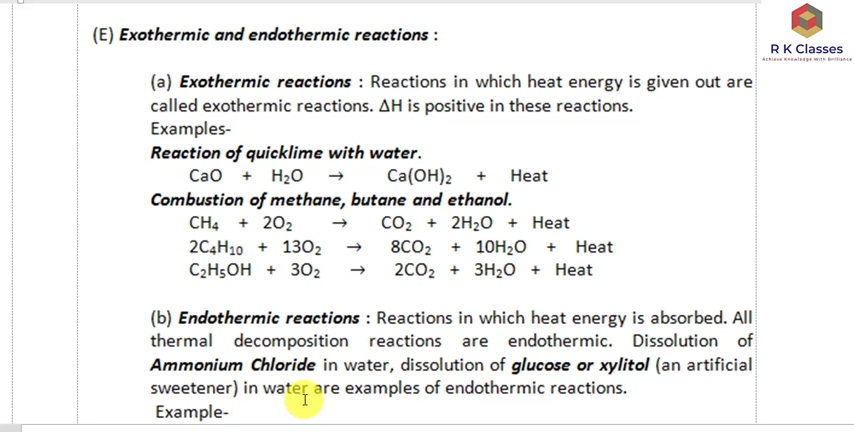 R K Classes
Achieve Knowledge With Brilliance
(E) Exothermic and endothermic reactions :
(a) Exothermic reactions : Reactions in which heat energy is given out are
called exothermic reactions. ΔH is positive in these reactions.
Examples-
Reaction of quicklime with water.
CaO + H₂O → Ca(OH)₂ + Heat
Combustion of methane, butane and ethanol.
CH₄ + 2O₂ → CO₂ + 2H₂O + Heat
2C₄H₁₀ + 13O₂ → 8CO₂ + 10H₂O + Heat
C₂H₅OH + 3O₂ → 2CO₂ + 3H₂O + Heat
(b) Endothermic reactions : Reactions in which heat energy is absorbed. All
thermal decomposition reactions are endothermic. Dissolution of
Ammonium Chloride in water, dissolution of glucose or xylitol (an artificial
sweetener) in water are examples of endothermic reactions.
Example-